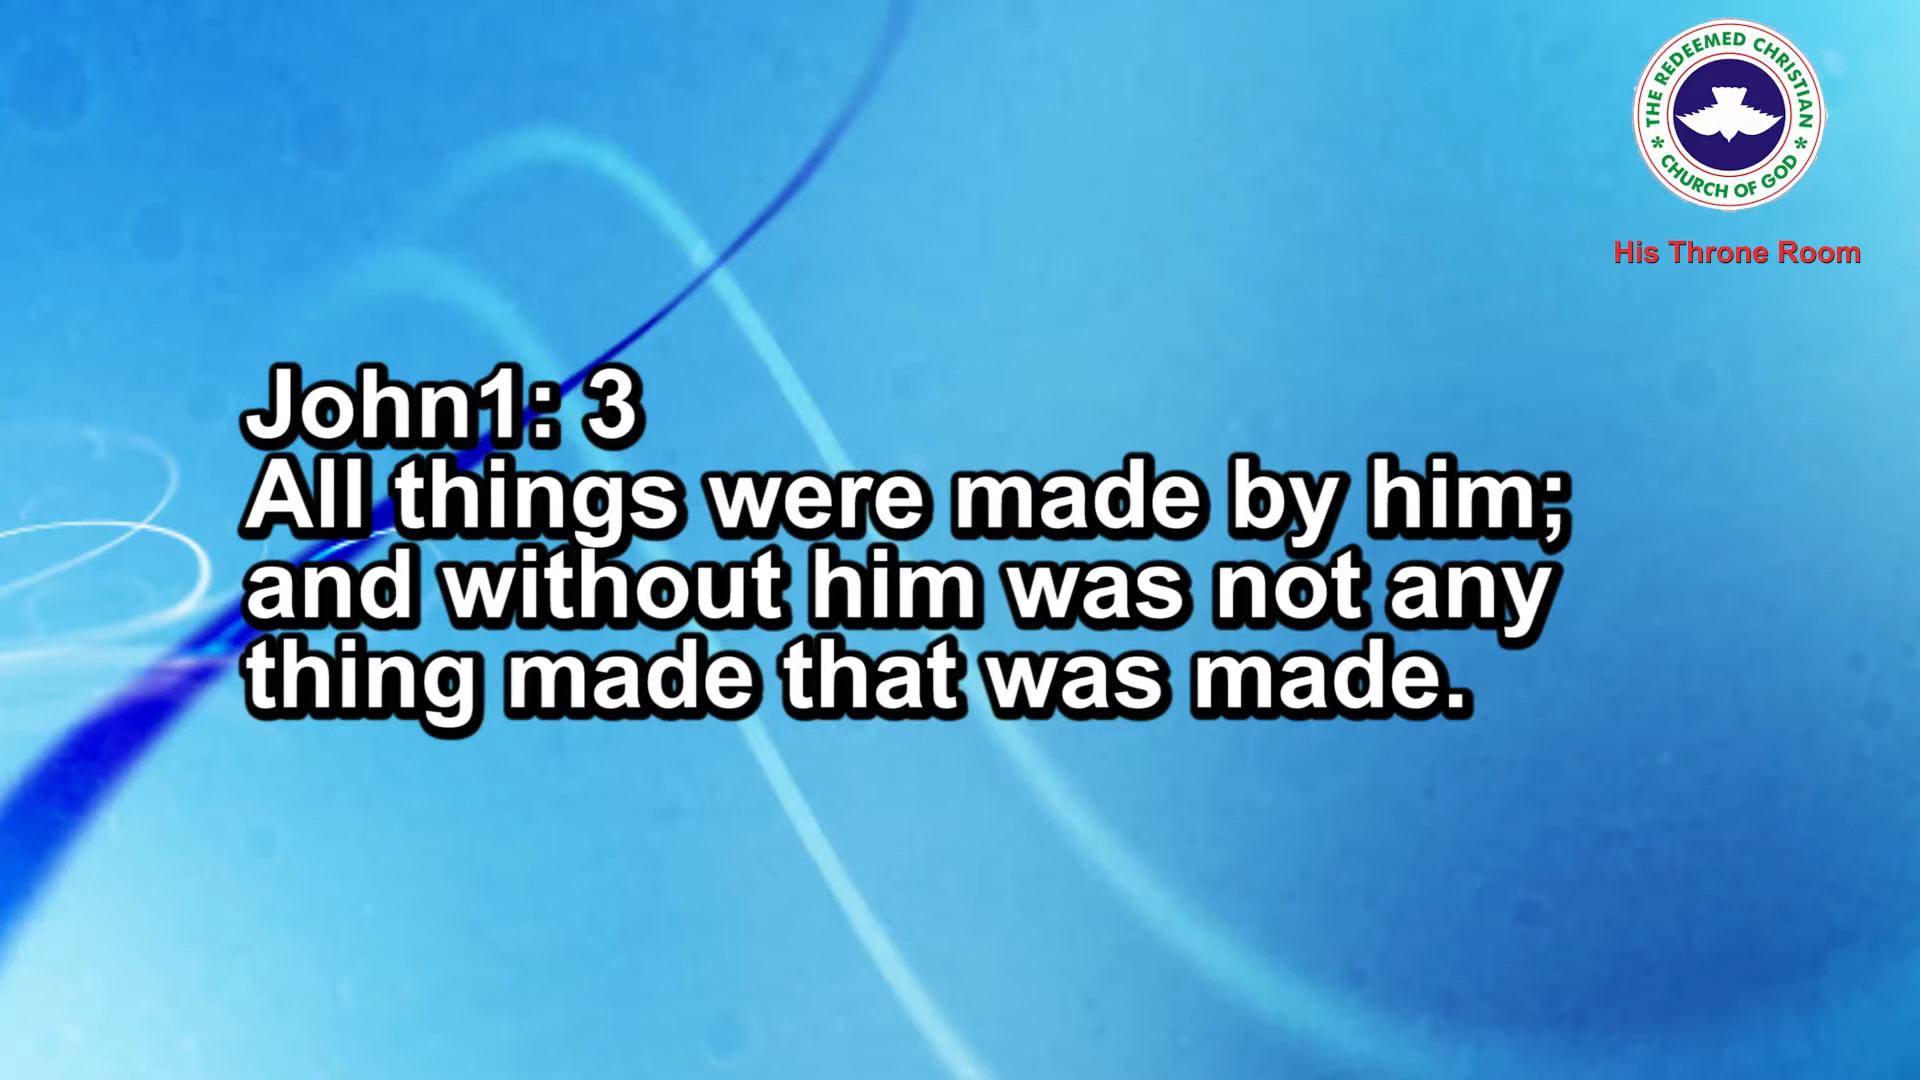 THE REDEEMED CHRISTIAN
* CHURCH OF GOD *
His Throne Room
John1: 3
All things were made by him;
and without him was not any
thing made that was made.